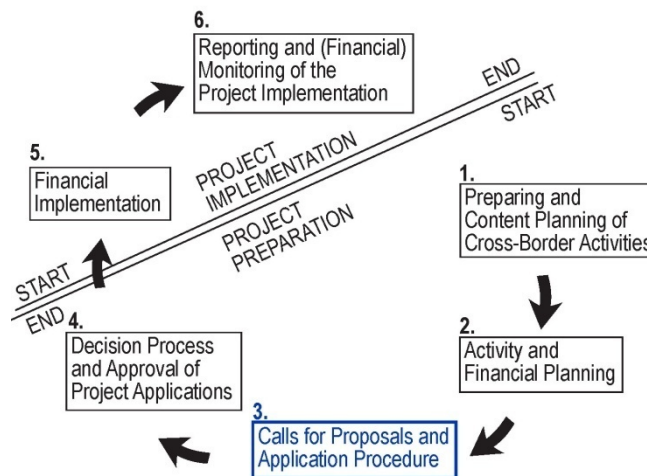 6.
Reporting and (Financial)
Monitoring of the
Project Implementation
END
START
5.
Financial
Implementation
PROJECT
IMPLEMENTATION
PROJECT
PREPARATION
1.
Preparing and
Content Planning of
Cross-Border Activities
START
END
4.
Decision Process
and Approval of
Project Applications
2.
Activity and
Financial Planning
3.
Calls for Proposals and
Application Procedure